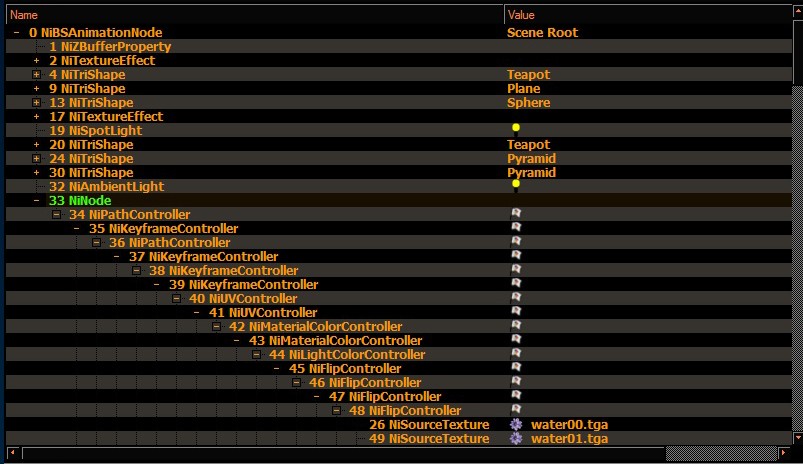 Name Value
0 NiBSAnimationNode Scene Root
1 NiZBufferProperty
2 NiTextureEffect
4 NiTriShape Teapot
9 NiTriShape Plane
13 NiTriShape Sphere
17 NiTextureEffect
19 NiSpotLight
20 NiTriShape Teapot
24 NiTriShape Pyramid
30 NiTriShape Pyramid
32 NiAmbientLight
33 NiNode
34 NiPathController
35 NiKeyframeController
36 NiPathController
37 NiKeyframeController
38 NiKeyframeController
39 NiKeyframeController
40 NiUVController
41 NiUVController
42 NiMaterialColorController
43 NiMaterialColorController
44 NiLightColorController
45 NiFlipController
46 NiFlipController
47 NiFlipController
48 NiFlipController
26 NiSourceTexture water00.tga
49 NiSourceTexture water01.tga